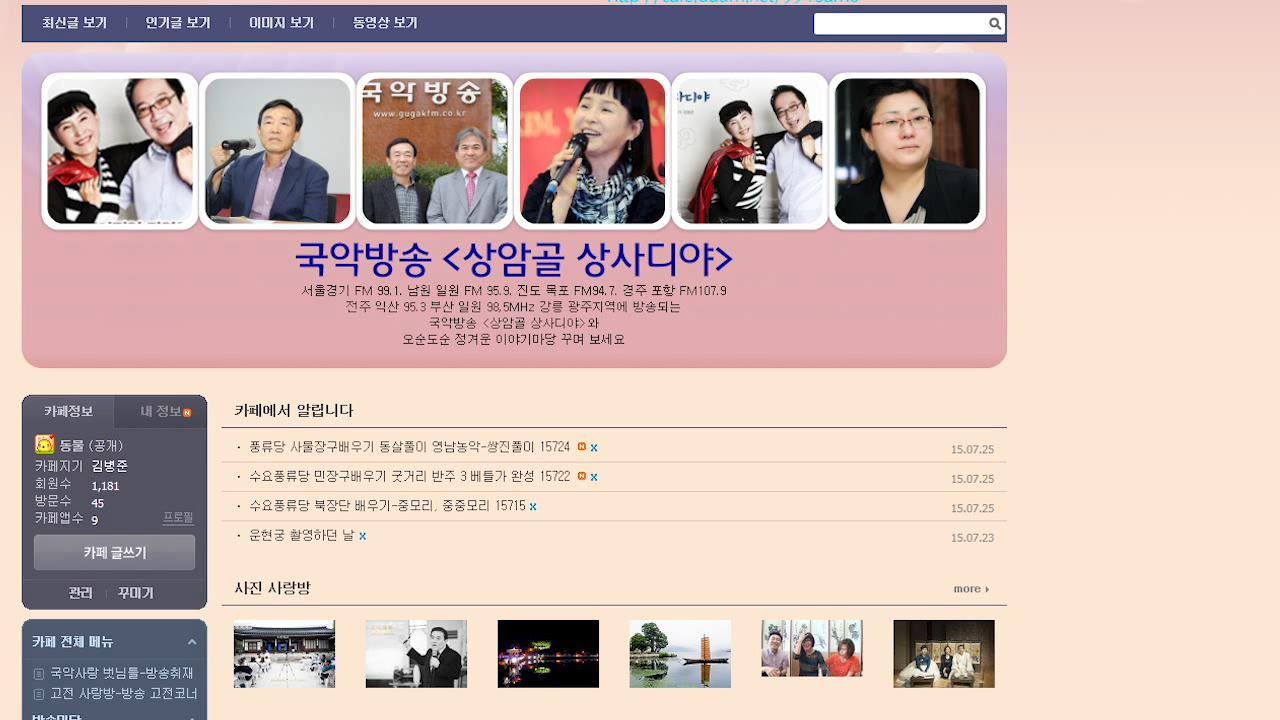 최신글 보기 인기글 보기 이미지 보기 동영상 보기
국악방송
www.gugakfm.co.kr
국악방송 <상암골 상사디야>
서울경기 FM 99.1, 남원 일원 FM 95.9, 진도 목포 FM94.7, 경주 포항 FM107.9
전주 익산 95.3 부산 일원 98,5MHz 강릉 광주지역에 방송되는
국악방송 <상암골 상사디야>와
오순도순 정겨운 이야기마당 꾸며 보세요
카페정보 내 정보 N
동물 (공개)
카페지기 김병준
회원수 1,181
방문수 45
카페앱수 9 프로필
카페 글쓰기
관리 꾸미기
카페 전체 메뉴
국악사랑 벗님들-방송취재
고전 사랑방-방송 고전코너
방송마당
카페에서 알립니다
풍류당 사물장구배우기 동살풀이 영남농악-쌍진풀이 15724 N 15.07.25
수요풍류당 민장구배우기 굿거리 반주 3 베틀가 완성 15722 N 15.07.25
수요풍류당 북장단 배우기-중모리, 중중모리 15715 15.07.25
운현궁 촬영하던 날 15.07.23
사진 사랑방 more